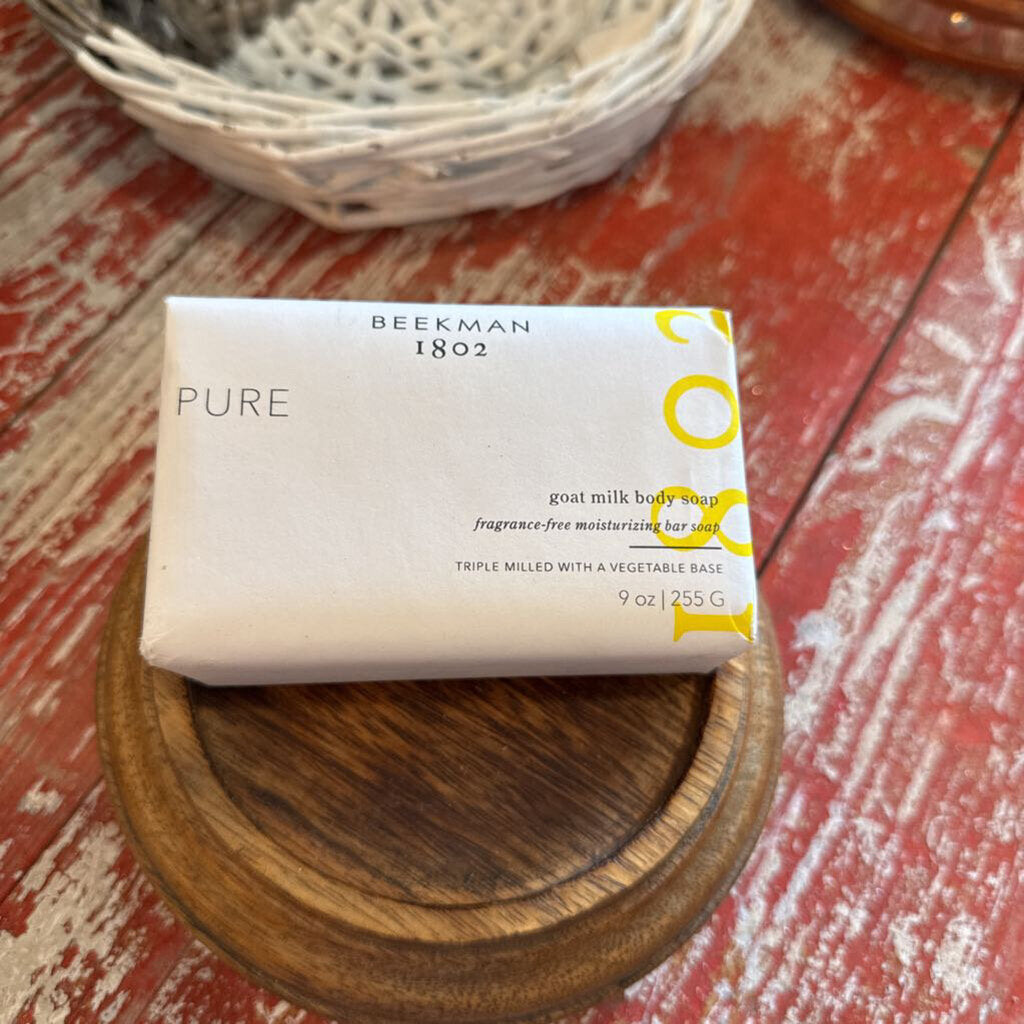 BEEKMAN
1802
PURE
goat milk body soap
fragrance-free moisturizing bar soap
TRIPLE MILLED WITH A VEGETABLE BASE
9 oz | 255 G
1802